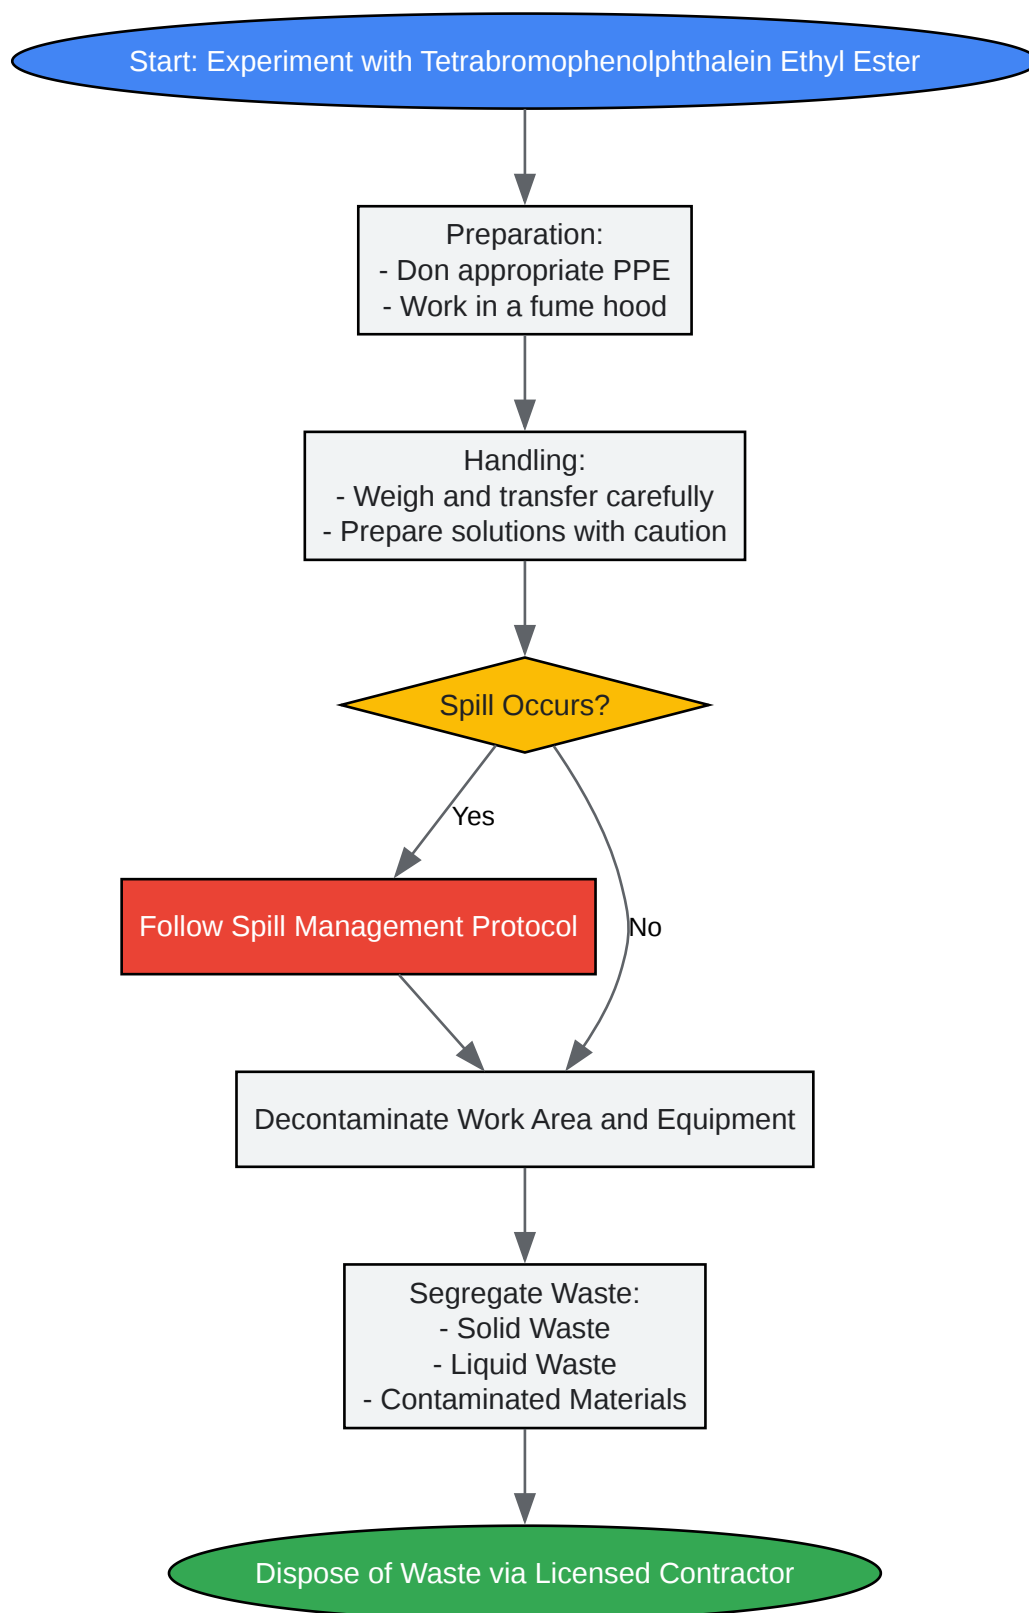 Start: Experiment with Tetrabromophenolphthalein Ethyl Ester
Preparation:
- Don appropriate PPE
- Work in a fume hood
Handling:
- Weigh and transfer carefully
- Prepare solutions with caution
Spill Occurs?
Yes
Follow Spill Management Protocol
No
Decontaminate Work Area and Equipment
Segregate Waste:
- Solid Waste
- Liquid Waste
- Contaminated Materials
Dispose of Waste via Licensed Contractor